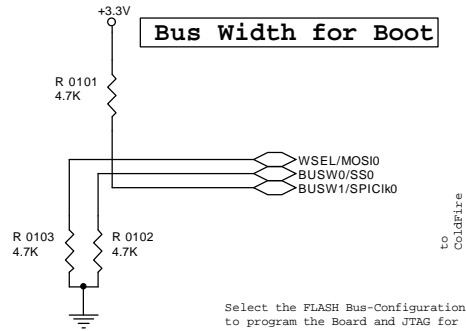 +3.3V
Bus Width for Boot
R 0101
4.7K
WSEL/MOSI0
BUSW0/SS0
BUSW1/SPIClk0
R 0103
4.7K
R 0102
4.7K
to
ColdFire
Select the FLASH Bus-Configuration
to program the Board and JTAG for